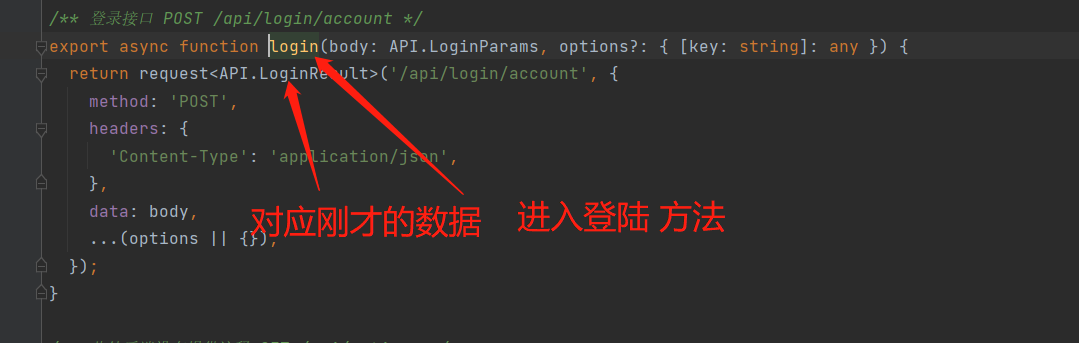 /** 登录接口 POST /api/login/account */
export async function login(body: API.LoginParams, options?: { [key: string]: any }) {
return request<API.LoginResult>('/api/login/account', {
method: 'POST',
headers: {
'Content-Type': 'application/json',
},
data: body,
对应刚才的数据 进入登陆 方法
...(options || {}),
});
}